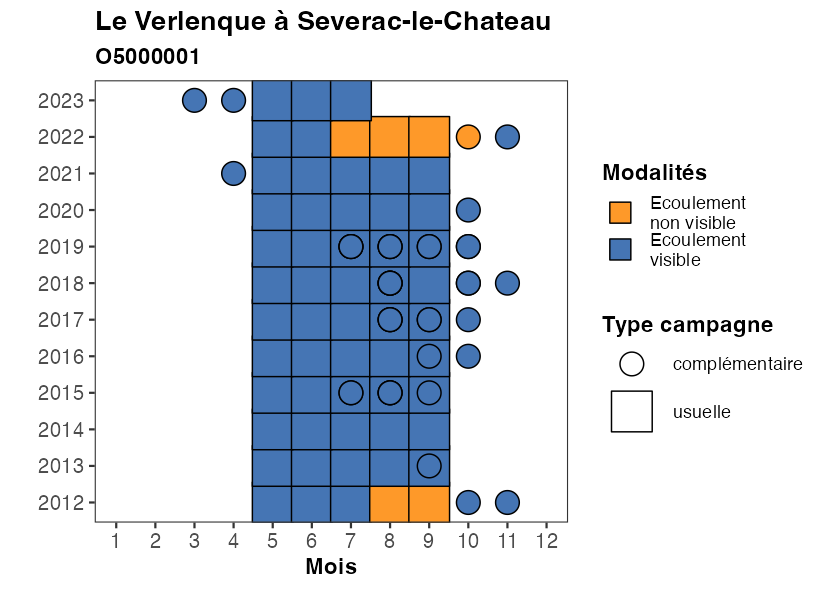 Le Verlenque à Severac-le-Chateau
O5000001
2023
2022
2021
2020
2019
2018
2017
2016
2015
2014
2013
2012
1 2 3 4 5 6 7 8 9 10 11 12
Mois
Modalités
Ecoulement
non visible
Ecoulement
visible
Type campagne
complémentaire
usuelle